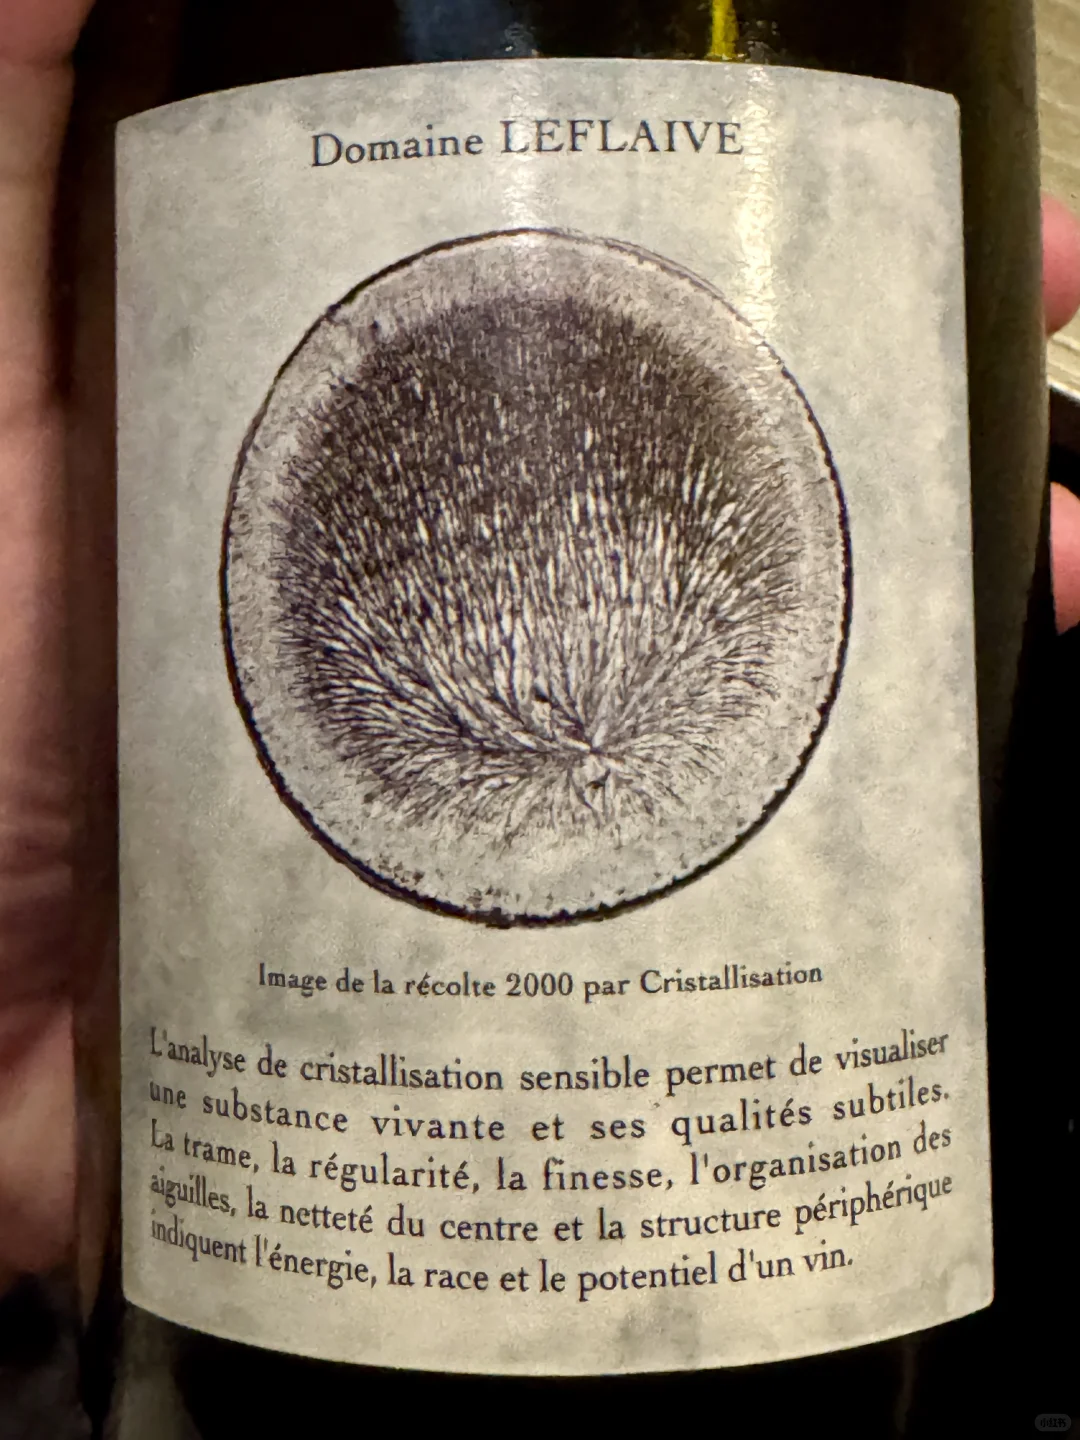 Domaine LEFLAIVE
Image de la récolte 2000 par Cristallisation
L'analyse de cristallisation sensible permet de visualiser
une substance vivante et ses qualités subtiles.
La trame, la régularité, la finesse, l'organisation des
aiguilles, la netteté du centre et la structure périphérique
indiquent l'énergie, la race et le potentiel d'un vin.